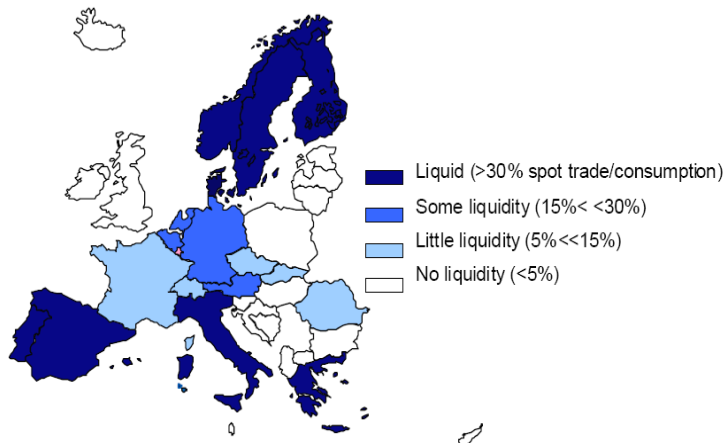 Liquid (>30% spot trade/consumption)
Some liquidity (15%< <30%)
Little liquidity (5%<<15%)
No liquidity (<5%)